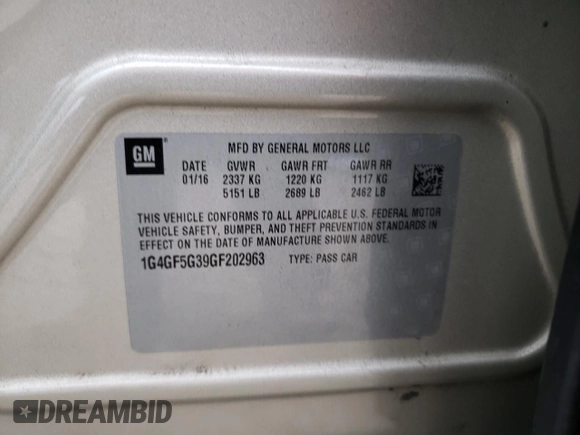 GM
MFD BY GENERAL MOTORS LLC
DATE GVWR GAWR FRT GAWR RR
01/16 2337 KG 1220 KG 1117 KG
5151 LB 2689 LB 2462 LB
THIS VEHICLE CONFORMS TO ALL APPLICABLE U.S. FEDERAL MOTOR
VEHICLE SAFETY, BUMPER, AND THEFT PREVENTION STANDARDS IN
EFFECT ON THE DATE OF MANUFACTURE SHOWN ABOVE.
1G4GF5G39GF202963 TYPE: PASS CAR
DREAMBID